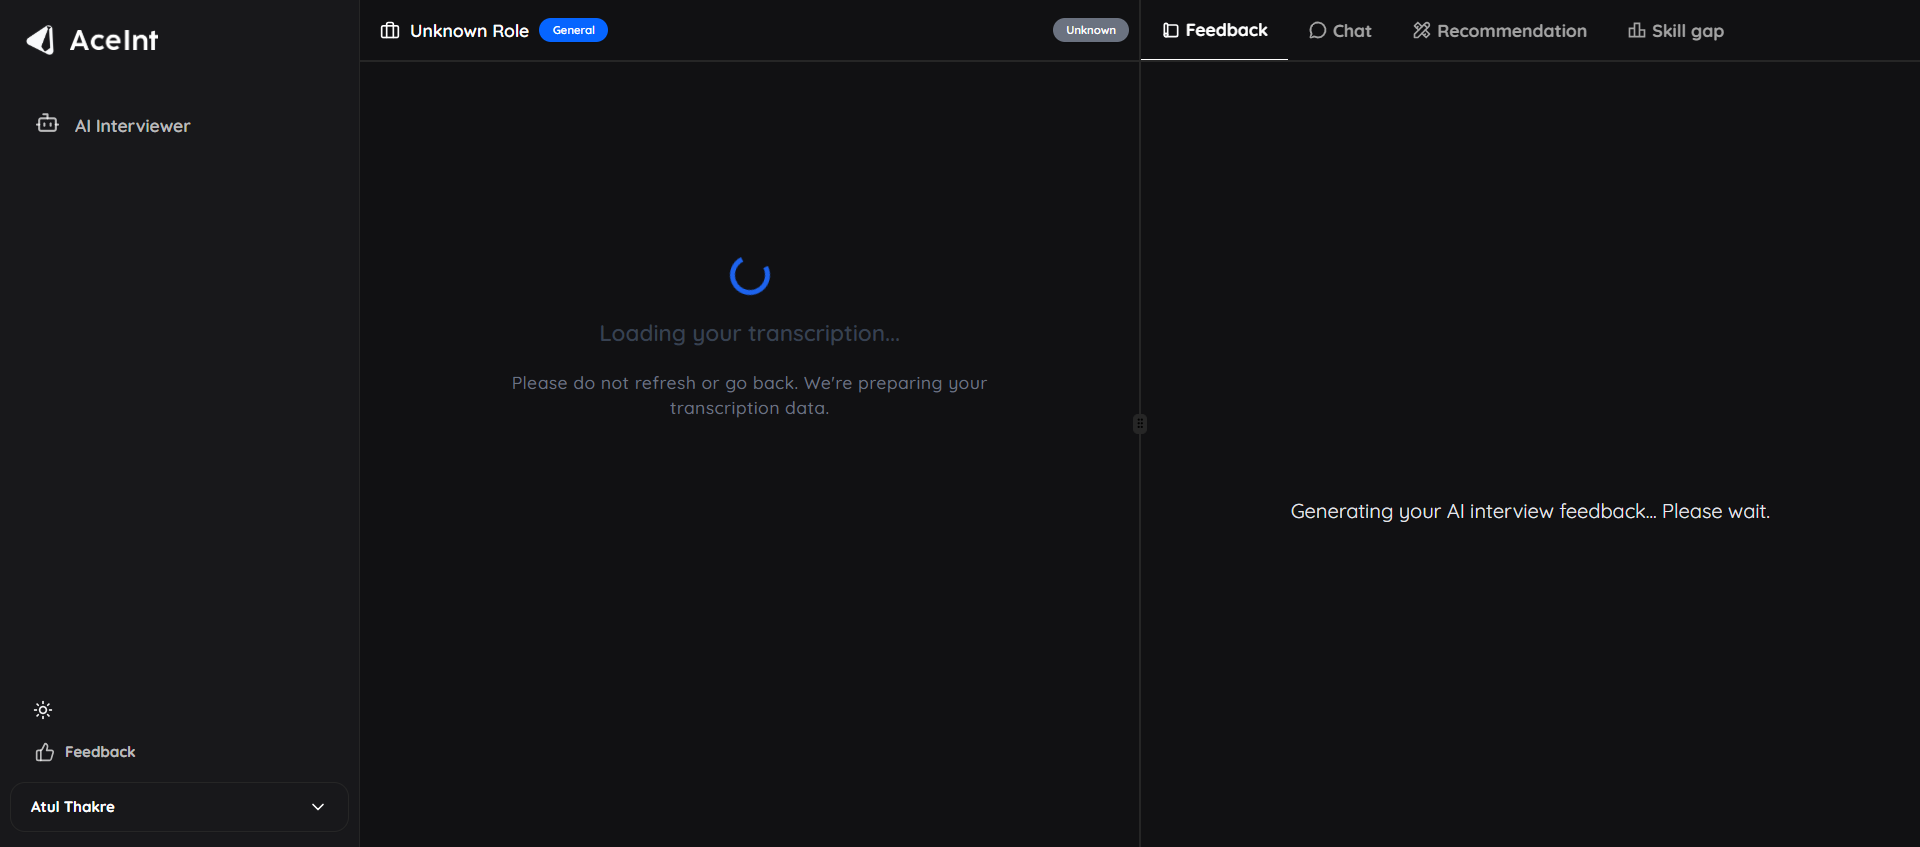 AceInt
AI Interviewer
Feedback
Atul Thakre
Unknown Role
General
Unknown
Loading your transcription...
Please do not refresh or go back. We're preparing your
transcription data.
Feedback
Chat
Recommendation
Skill gap
Generating your AI interview feedback... Please wait.